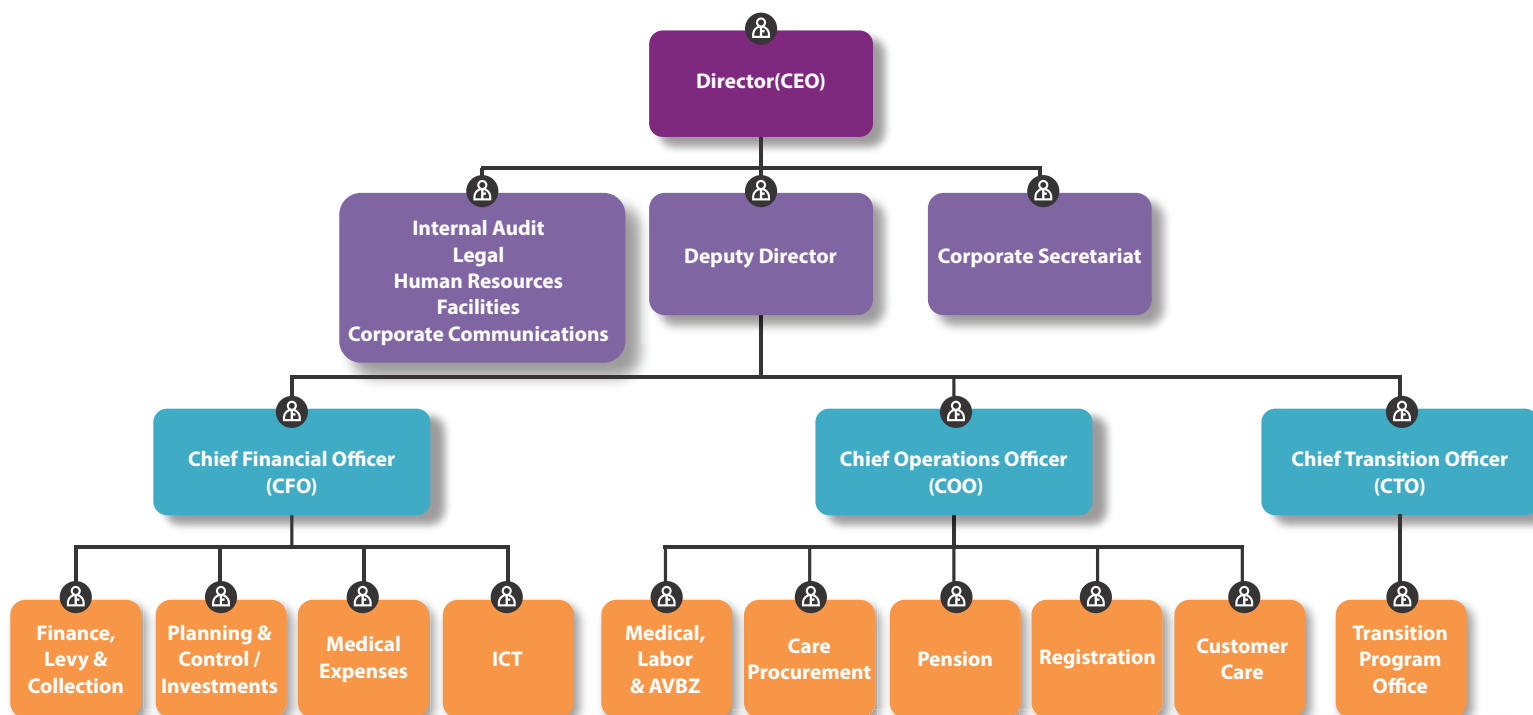 Director(CEO)
Internal Audit
Legal
Human Resources
Facilities
Corporate Communications
Deputy Director
Corporate Secretariat
Chief Financial Officer
(CFO)
Chief Operations Officer
(COO)
Chief Transition Officer
(CTO)
Finance,
Levy &
Collection
Planning &
Control /
Investments
Medical
Expenses
ICT
Medical,
Labor
& AVBZ
Care
Procurement
Pension
Registration
Customer
Care
Transition
Program
Office